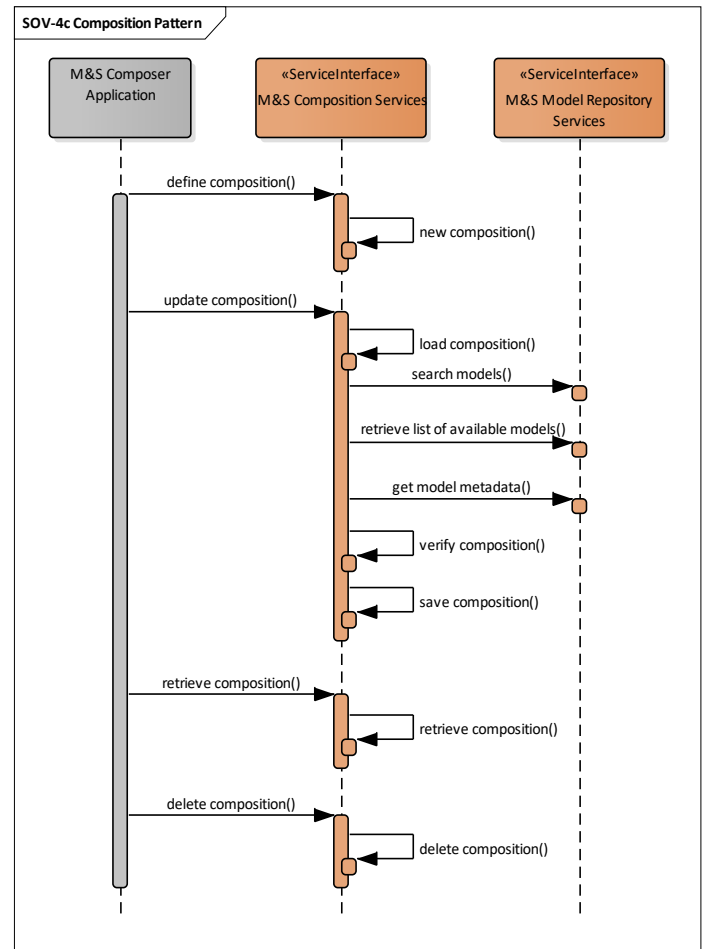 SOV-4c Composition Pattern
M&S Composer
Application
«ServiceInterface»
M&S Composition Services
«ServiceInterface»
M&S Model Repository
Services
define composition()
new composition()
update composition()
load composition()
search models()
retrieve list of available models()
get model metadata()
verify composition()
save composition()
retrieve composition()
retrieve composition()
delete composition()
delete composition()